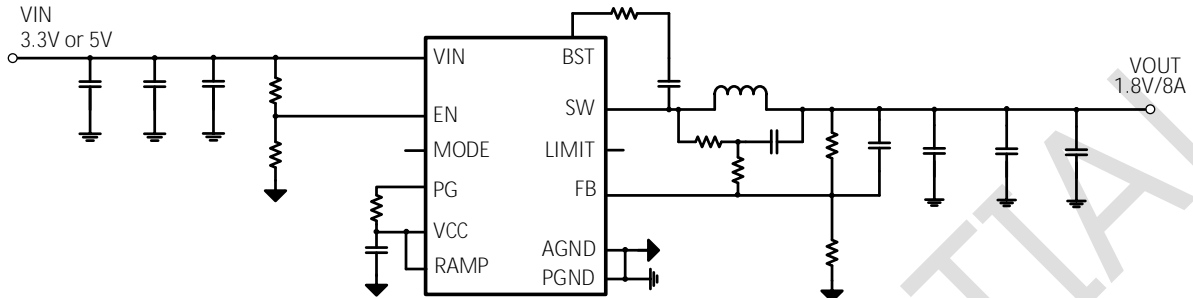 VIN
3.3V or 5V
VIN
BST
VOUT
1.8V/8A
EN
SW
MODE
LIMIT
PG
FB
VCC
AGND
RAMP
PGND
TIAL